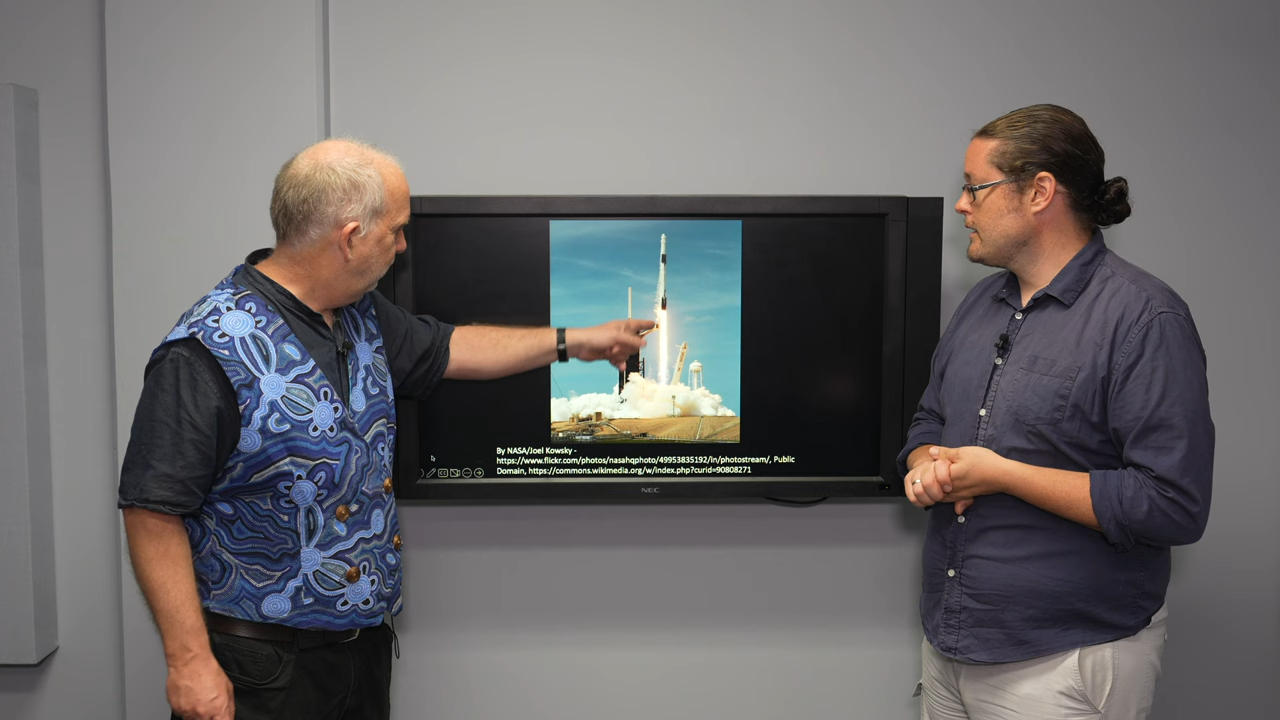 By NASA/Joel Kowsky -
https://www.flickr.com/photos/nasahqphoto/49953835192/in/photostream/, Public
Domain, https://commons.wikimedia.org/w/index.php?curid=90808271
NEC